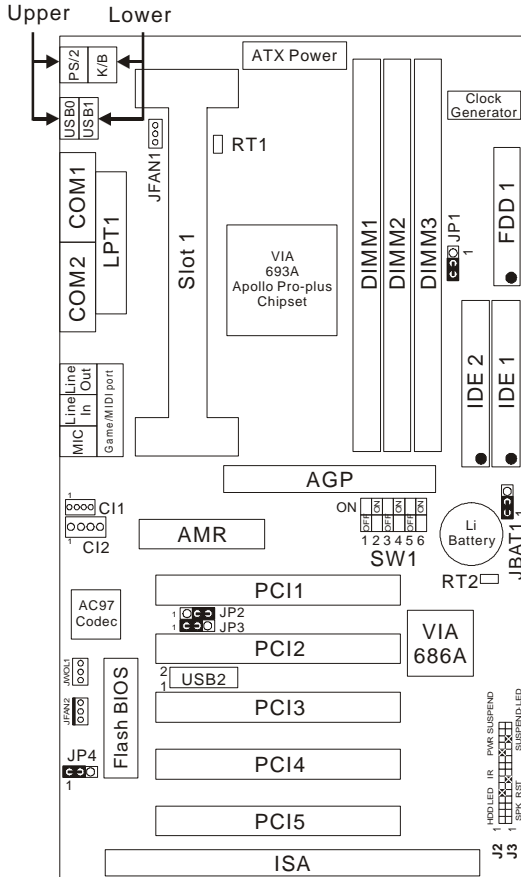 Upper
Lower
PS/2
K/B
USB0
USB1
ATX Power
Clock
Generator
JFAN1
RT1
COM1
COM2
LPT1
Slot 1
VIA
693A
Apollo Pro-plus
Chipset
DIMM1
DIMM2
DIMM3
JP1
1
FDD 1
IDE 2
IDE 1
Line
Out
Line
In
MIC
Game/MIDI port
AGP
1
CI1
CI2
1
AMR
ON
ON
ON
ON
OFF
OFF
OFF
1 2 3 4 5 6
SW1
Li
Battery
JBAT1
1
RT2
AC97
Codec
PCI1
1
JP2
1
JP3
PCI2
VIA
686A
2
1
USB2
JWOL1
JFAN2
Flash BIOS
PCI3
JP4
1
PCI4
PCI5
ISA
HDD LED
IR
PWR
SUSPEND
SPK
RST
SUSPEND-LED
1
1
J2
J3